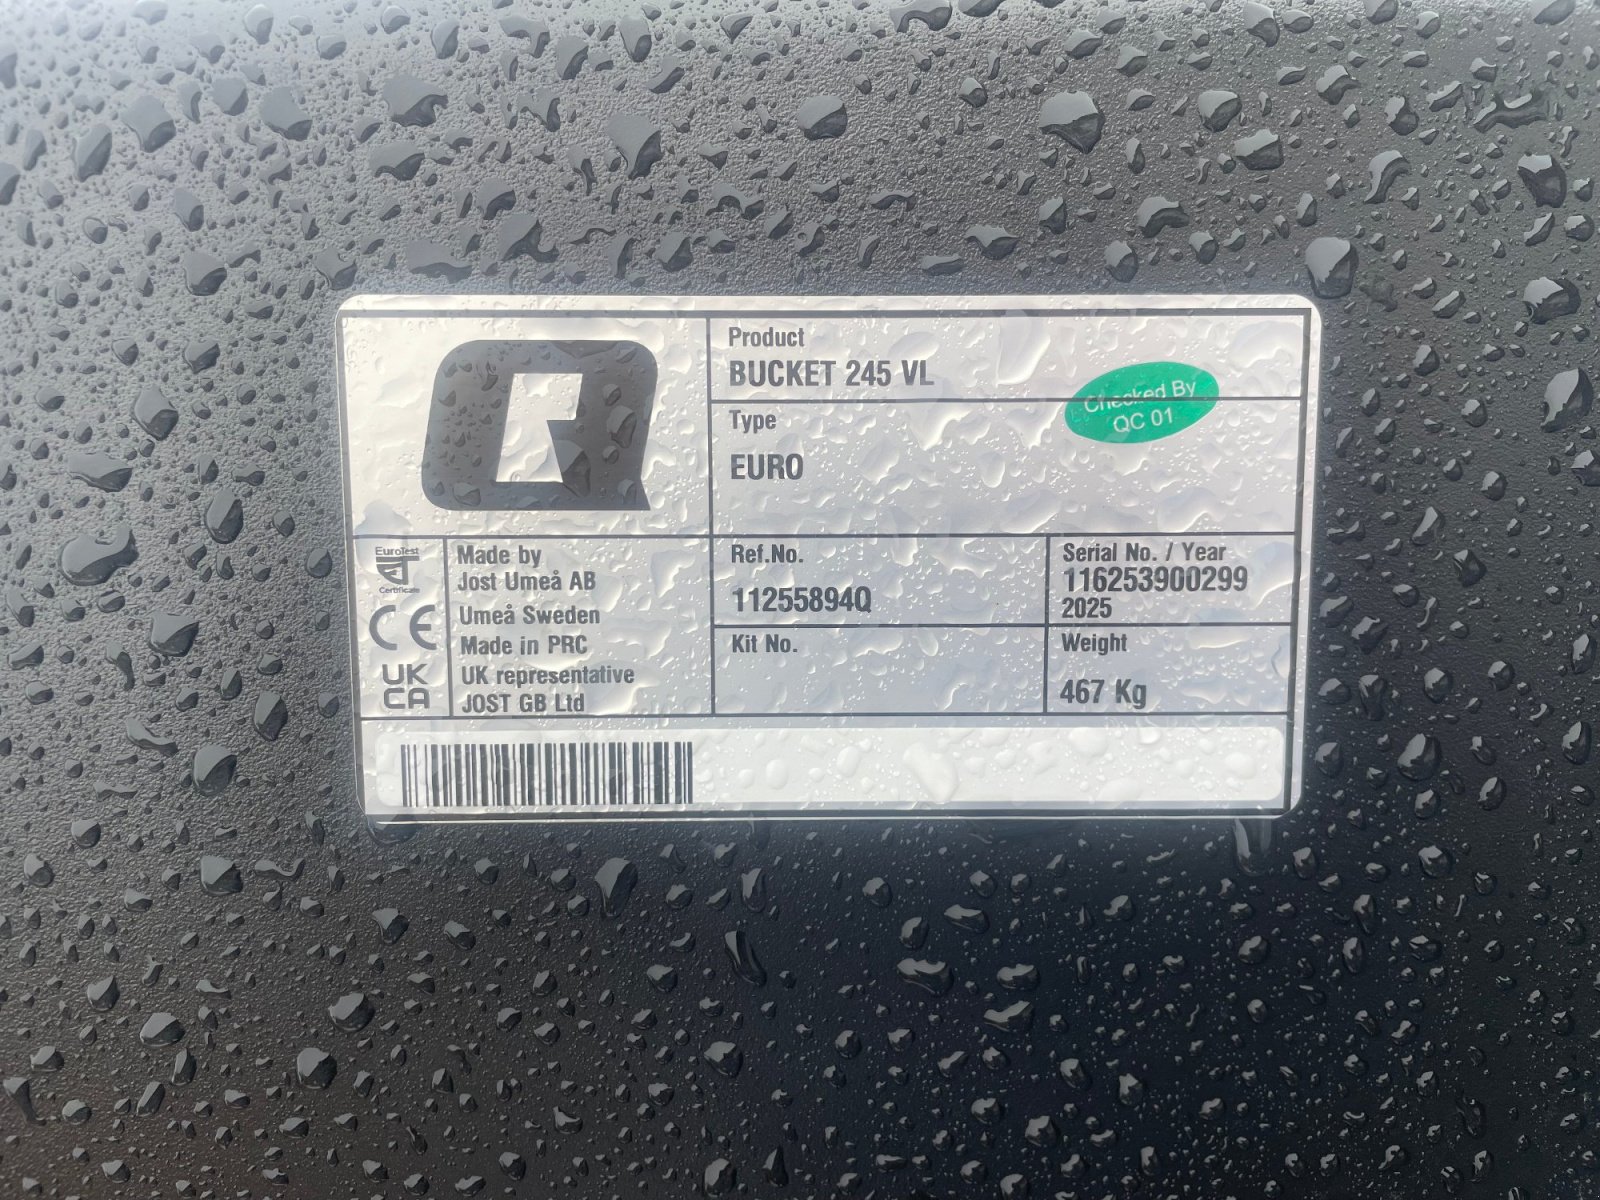 Product
BUCKET 245 VL
Checked By
QC 01
Type
EURO
EuroTest
Certificate
CE
UK
CA
Made by
Jost Umeå AB
Umeå Sweden
Made in PRC
UK representative
JOST GB Ltd
Ref.No.
11255894Q
Serial No. / Year
116253900299
2025
Kit No.
Weight
467 Kg